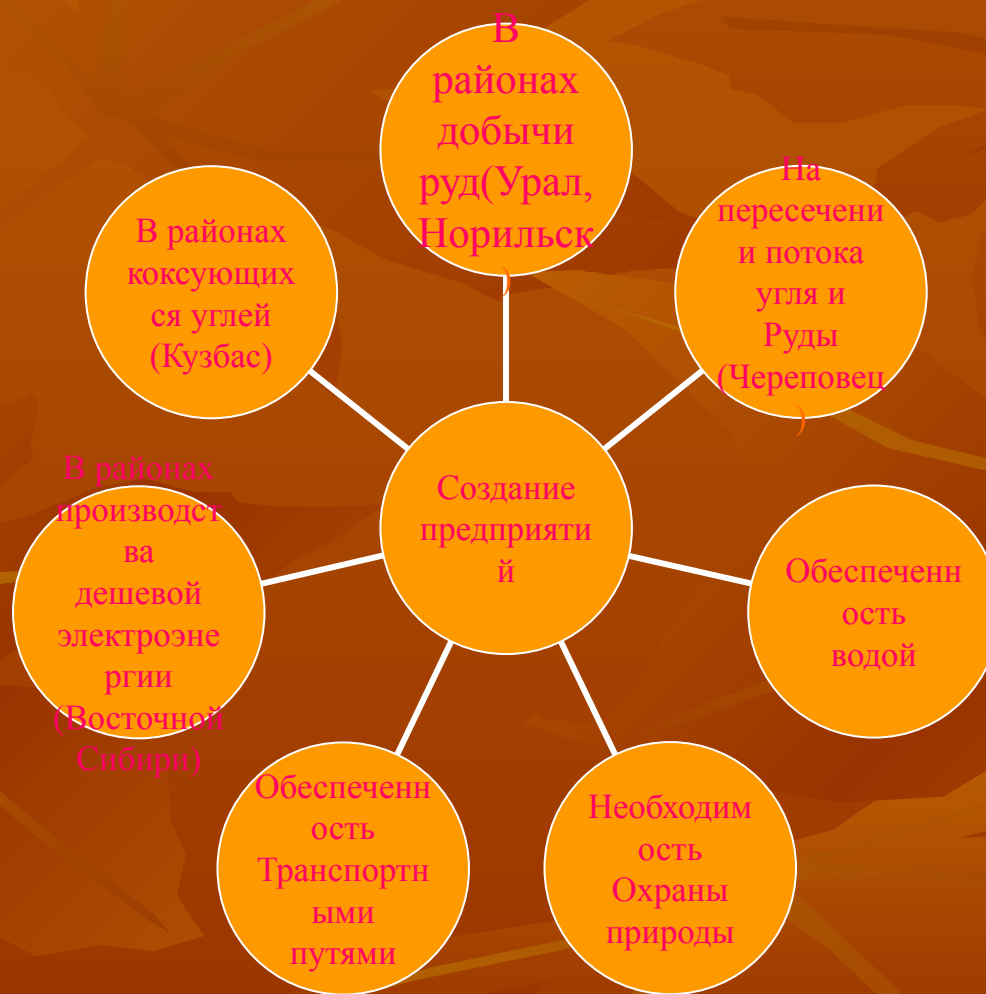 В
районах
добычи
руд(Урал,
Норильск
)
На
пересечени
и потока
угля и
Руды
(Череповец
)
Обеспеченн
ость
водой
Необходим
ость
Охраны
природы
Обеспеченн
ость
Транспортн
ыми
путями
В районах
производст
ва
дешевой
электроэне
ргии
(Восточной
Сибири)
В районах
коксующих
ся углей
(Кузбас)
Создание
предприяти
й